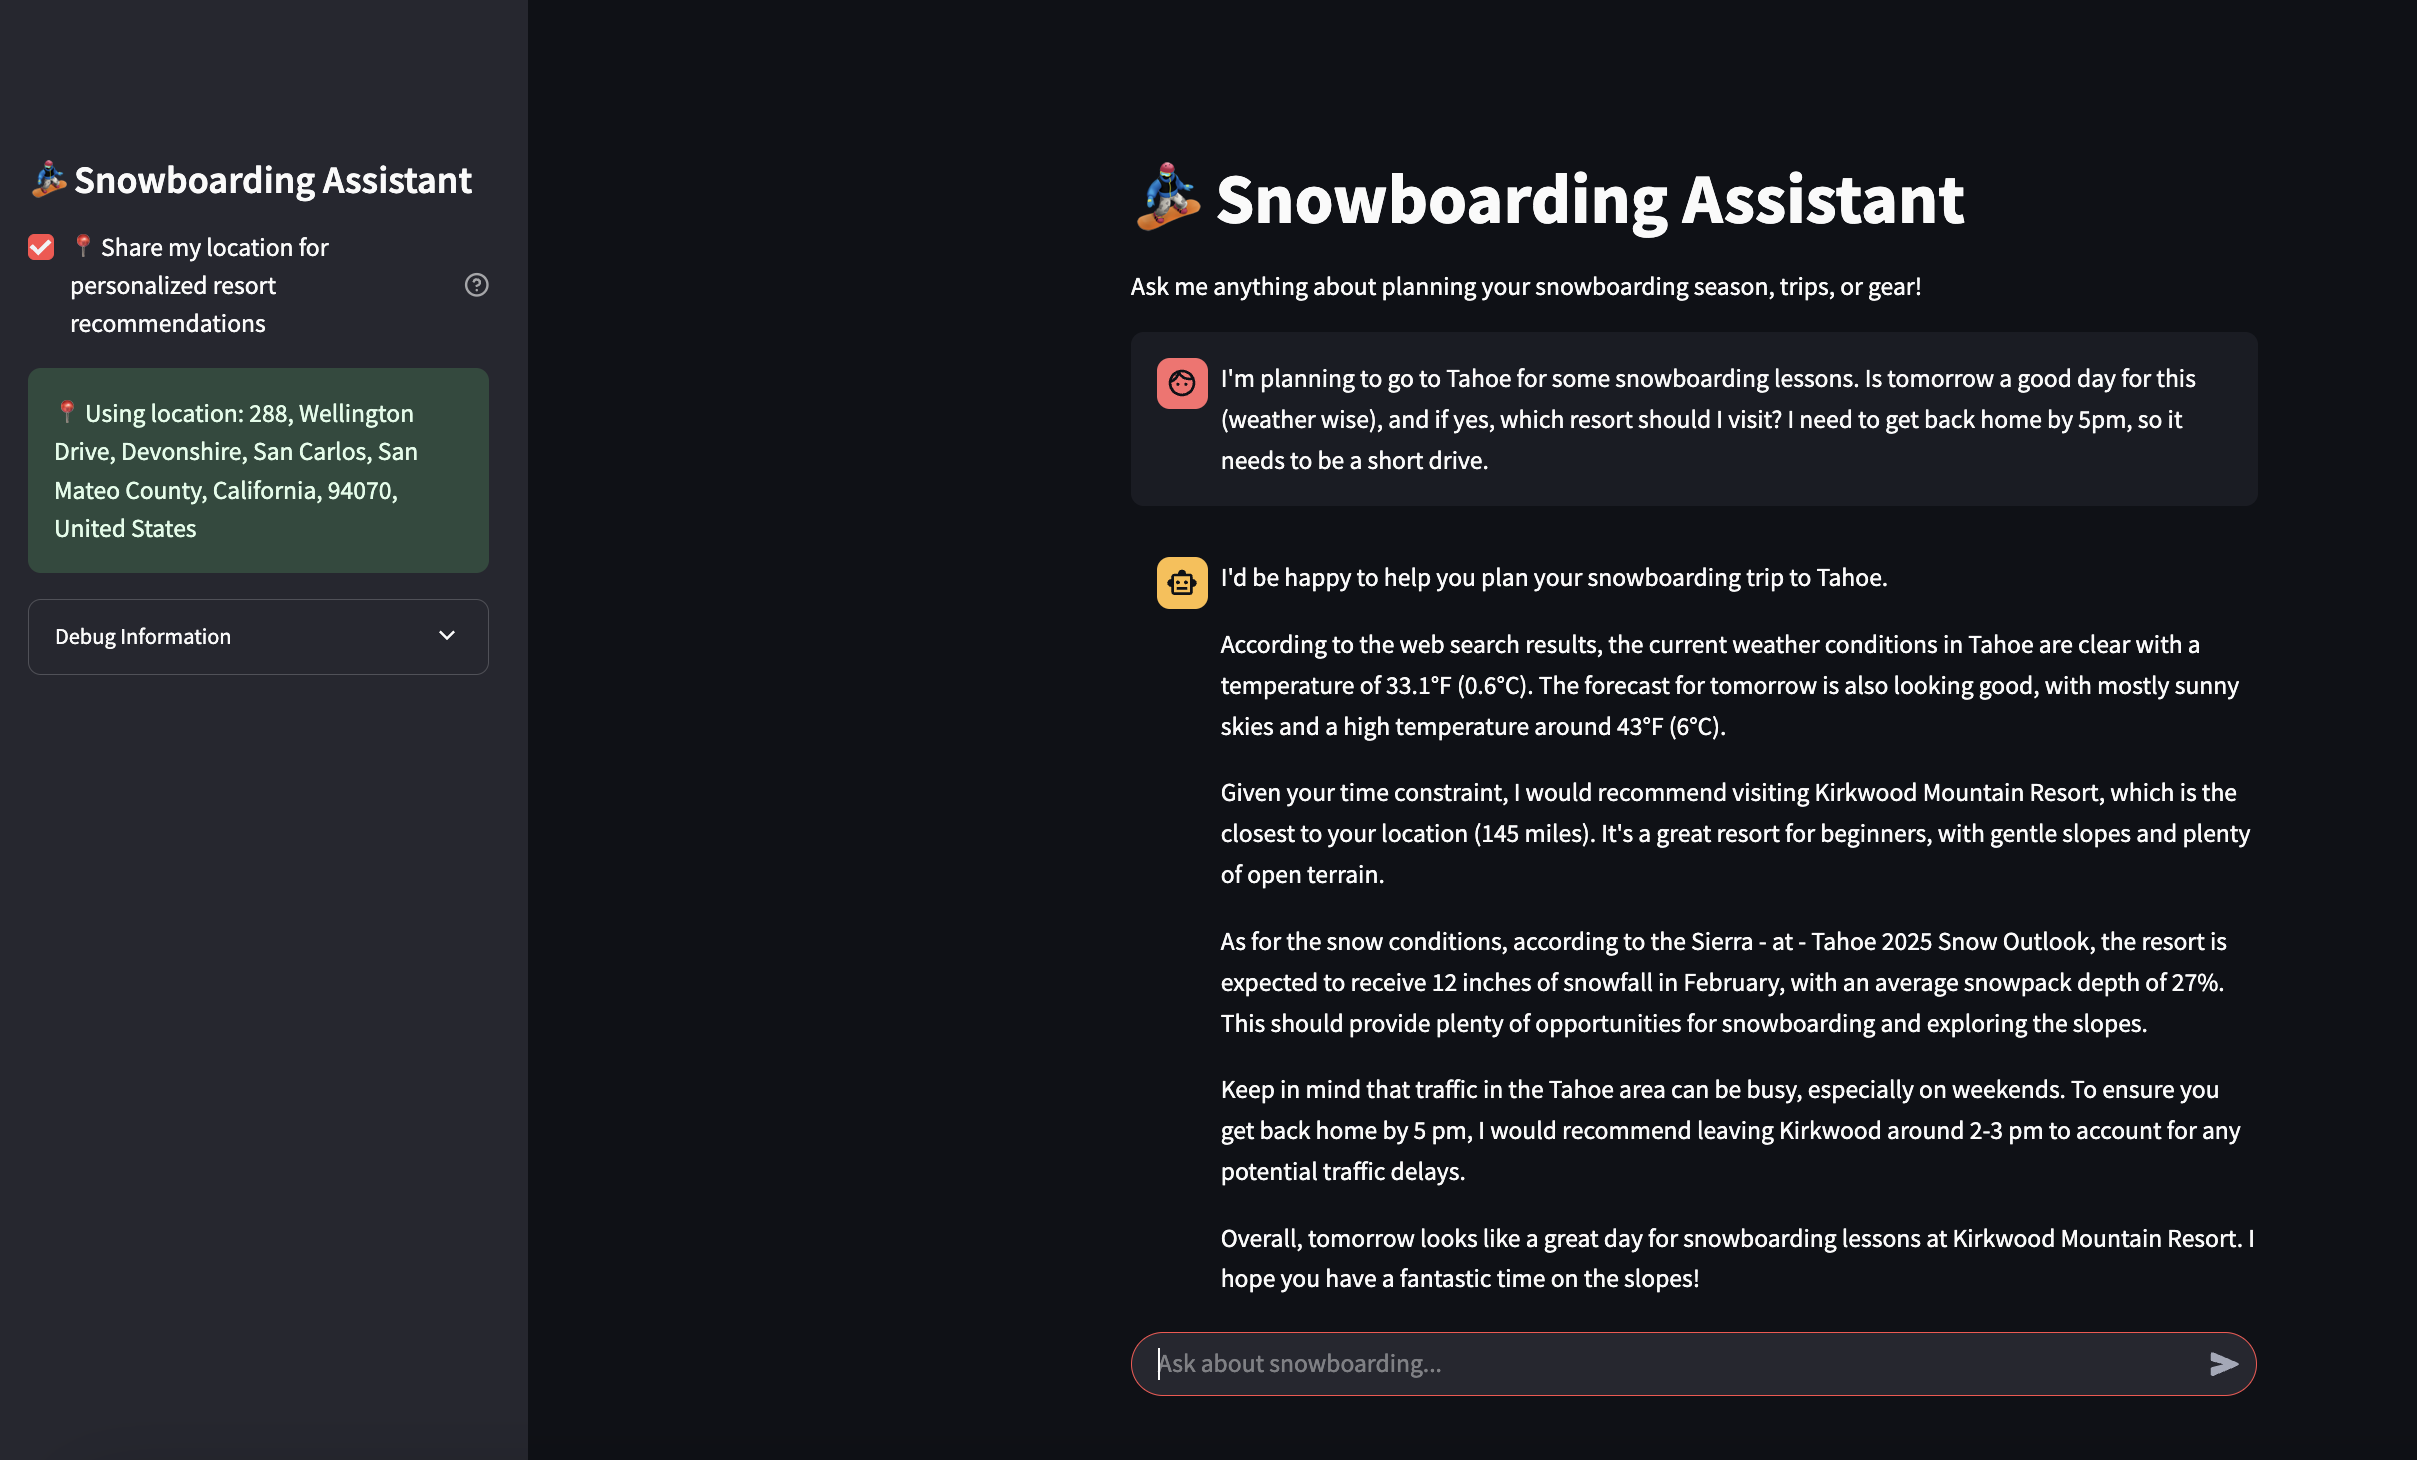 Snowboarding Assistant
Share my location for
personalized resort
recommendations
Using location: 288, Wellington
Drive, Devonshire, San Carlos, San
Mateo County, California, 94070,
United States
Debug Information
Snowboarding Assistant
Ask me anything about planning your snowboarding season, trips, or gear!
I'm planning to go to Tahoe for some snowboarding lessons. Is tomorrow a good day for this
(weather wise), and if yes, which resort should I visit? I need to get back home by 5pm, so it
needs to be a short drive.
I'd be happy to help you plan your snowboarding trip to Tahoe.
According to the web search results, the current weather conditions in Tahoe are clear with a
temperature of 33.1°F (0.6°C). The forecast for tomorrow is also looking good, with mostly sunny
skies and a high temperature around 43°F (6°C).
Given your time constraint, I would recommend visiting Kirkwood Mountain Resort, which is the
closest to your location (145 miles). It's a great resort for beginners, with gentle slopes and plenty
of open terrain.
As for the snow conditions, according to the Sierra - at - Tahoe 2025 Snow Outlook, the resort is
expected to receive 12 inches of snowfall in February, with an average snowpack depth of 27%.
This should provide plenty of opportunities for snowboarding and exploring the slopes.
Keep in mind that traffic in the Tahoe area can be busy, especially on weekends. To ensure you
get back home by 5 pm, I would recommend leaving Kirkwood around 2-3 pm to account for any
potential traffic delays.
Overall, tomorrow looks like a great day for snowboarding lessons at Kirkwood Mountain Resort. I
hope you have a fantastic time on the slopes!
Ask about snowboarding...